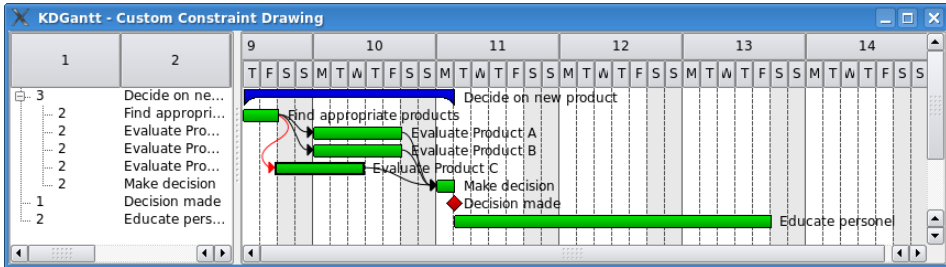 KDGantt - Custom Constraint Drawing
1 2 9 10 11 12 13 14
T F S S M T W T F S S M T W T F S S M T W T F S S M T W T F S S M T W T F S S
3 Decide on ne... Decide on new product
2 Find appropri... Find appropriate products
2 Evaluate Pro... Evaluate Product A
2 Evaluate Pro... Evaluate Product B
2 Evaluate Pro... Evaluate Product C
2 Make decision Make decision
1 Decision made Decision made
2 Educate pers... Educate personel